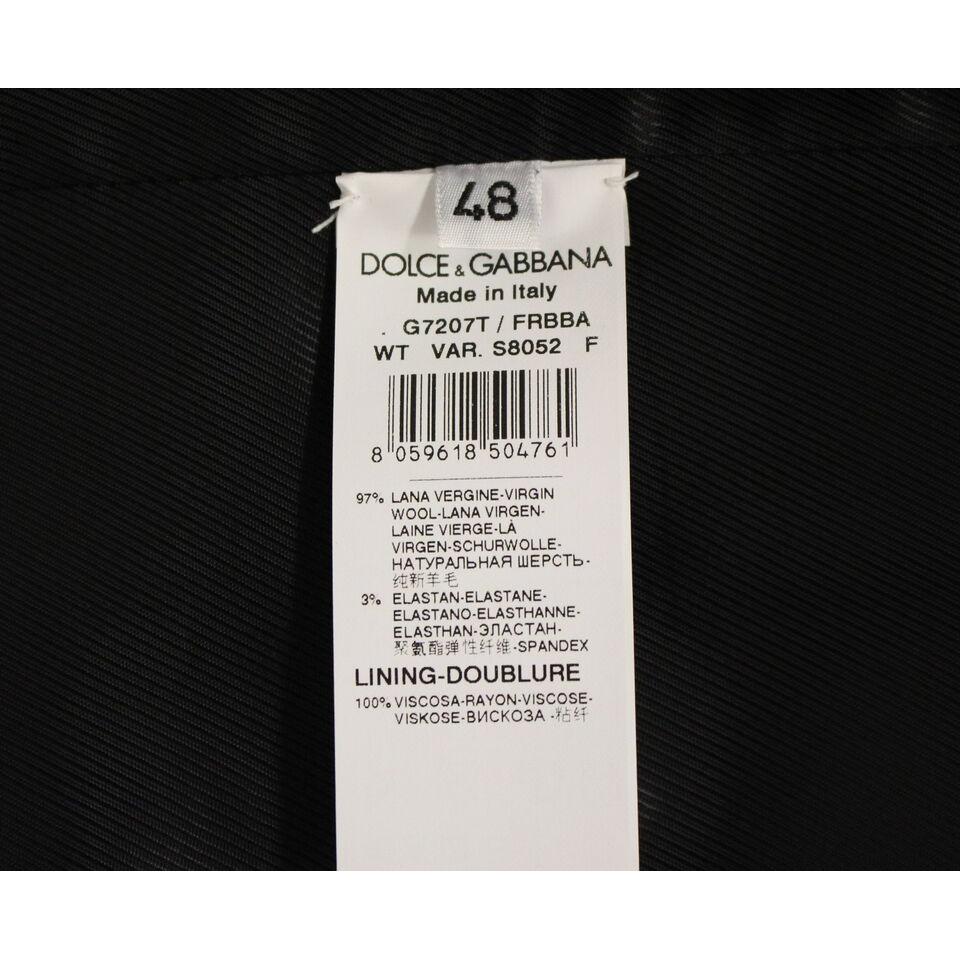 48
DOLCE & GABBANA
Made in Italy
. G7207T / FRBBA
WT VAR. S8052 F
8 059618 504761
97% LANA VERGINE-VIRGIN
WOOL-LANA VIRGEN-
LAINE VIERGE-LÀ
VIRGEN-SCHURWOLLE-
НАТУРАЛЬНАЯ ШЕРСТЬ-
纯新羊毛
3% ELASTAN-ELASTANE-
ELASTANO-ELASTHANNE-
ELASTHAN-ЭЛАСТАН-
聚氨酯弹性纤维-SPANDEX
LINING-DOUBLURE
100% VISCOSA-RAYON-VISCOSE-
VISKOSE-ВИСКОЗА -粘纤